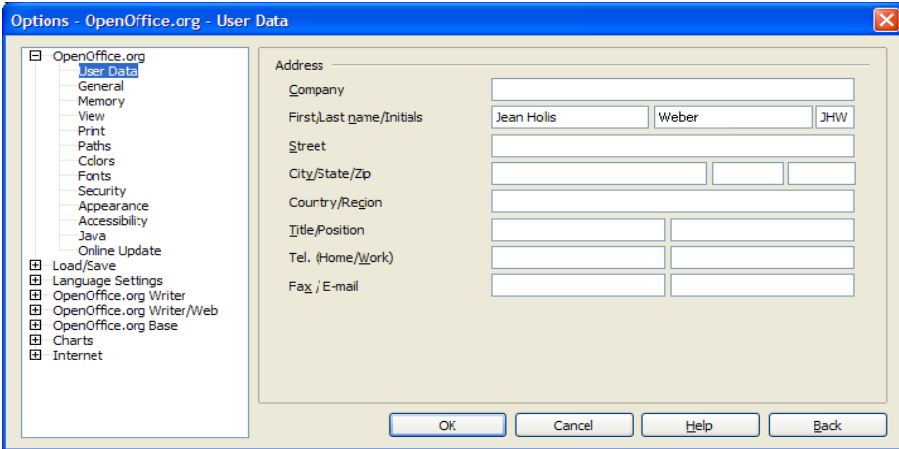 Options - OpenOffice.org - User Data
OpenOffice.org
User Data
General
Memory
View
Print
Paths
Colors
Fonts
Security
Appearance
Accessibility
Java
Online Update
Load/Save
Language Settings
OpenOffice.org Writer
OpenOffice.org Writer/Web
OpenOffice.org Base
Charts
Internet
Address
Company
First/Last name/Initials Jean Holis Weber JHW
Street
City/State/Zip
Country/Region
Title/Position
Tel. (Home/Work)
Fax / E-mail
OK Cancel Help Back